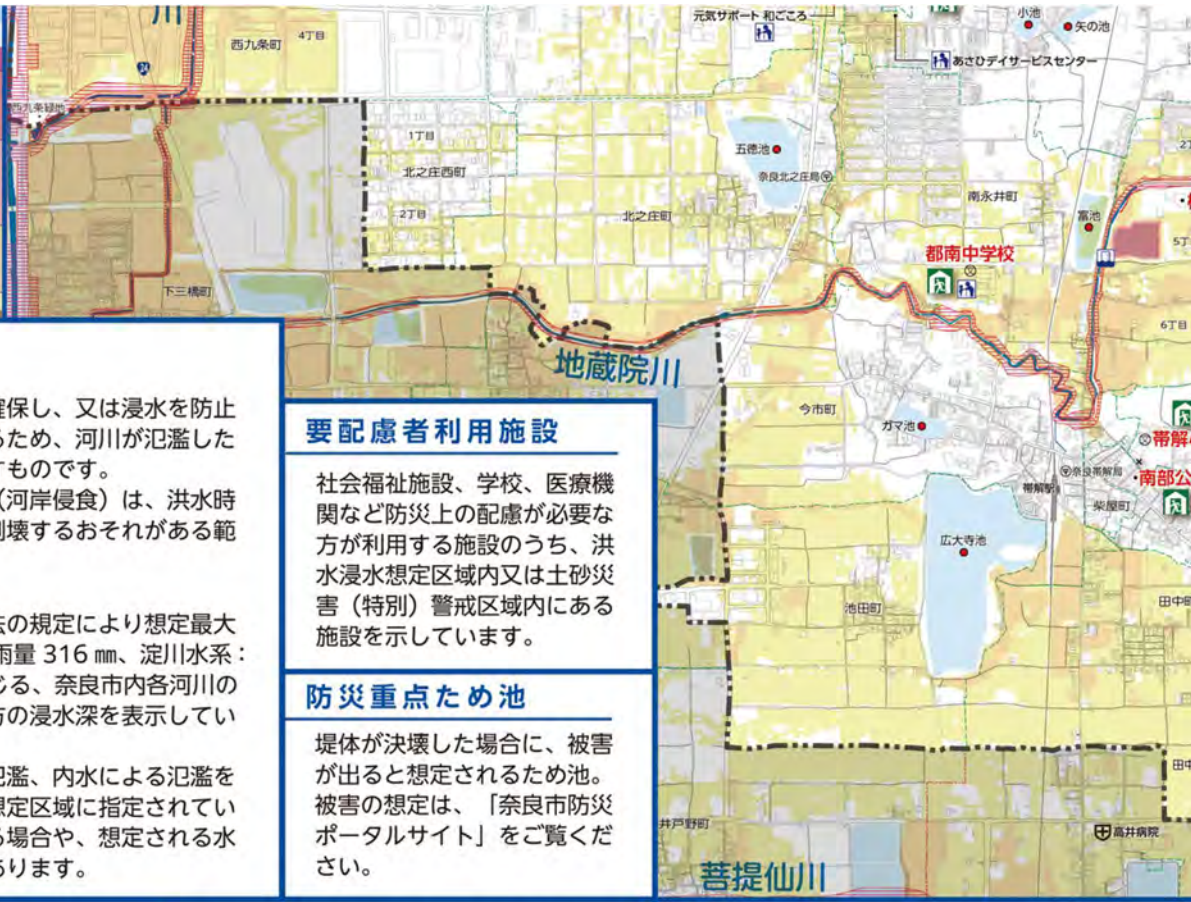 川
西九条町
4丁目
元気サポート 和ごころ
小池
矢の池
あさひデイサービスセンター
24
西九条緑地
1丁目
北之庄西町
2丁目
五徳池
奈良北之庄局
北之庄町
南永井町
富池
都南中学校
5丁
6丁目
下三橋町
地蔵院川
今市町
ガマ池
帯解
奈良帯解局
帯解駅
南部公
柴屋町
広大寺池
池田町
田中町
田中
井戸野町
高井病院
菩提仙川
確保し、又は浸水を防止
るため、河川が氾濫した
すものです。
(河岸侵食)は、洪水時
倒壊するおそれがある範
法の規定により想定最大
雨量 316 ㎜、淀川水系:
じる、奈良市内各河川の
方の浸水深を表示してい
氾濫、内水による氾濫を
想定区域に指定されてい
る場合や、想定される水
あります。
要配慮者利用施設
社会福祉施設、学校、医療機
関など防災上の配慮が必要な
方が利用する施設のうち、洪
水浸水想定区域内又は土砂災
害(特別)警戒区域内にある
施設を示しています。
防災重点ため池
堤体が決壊した場合に、被害
が出ると想定されるため池。
被害の想定は、「奈良市防災
ポータルサイト」をご覧くだ
さい。